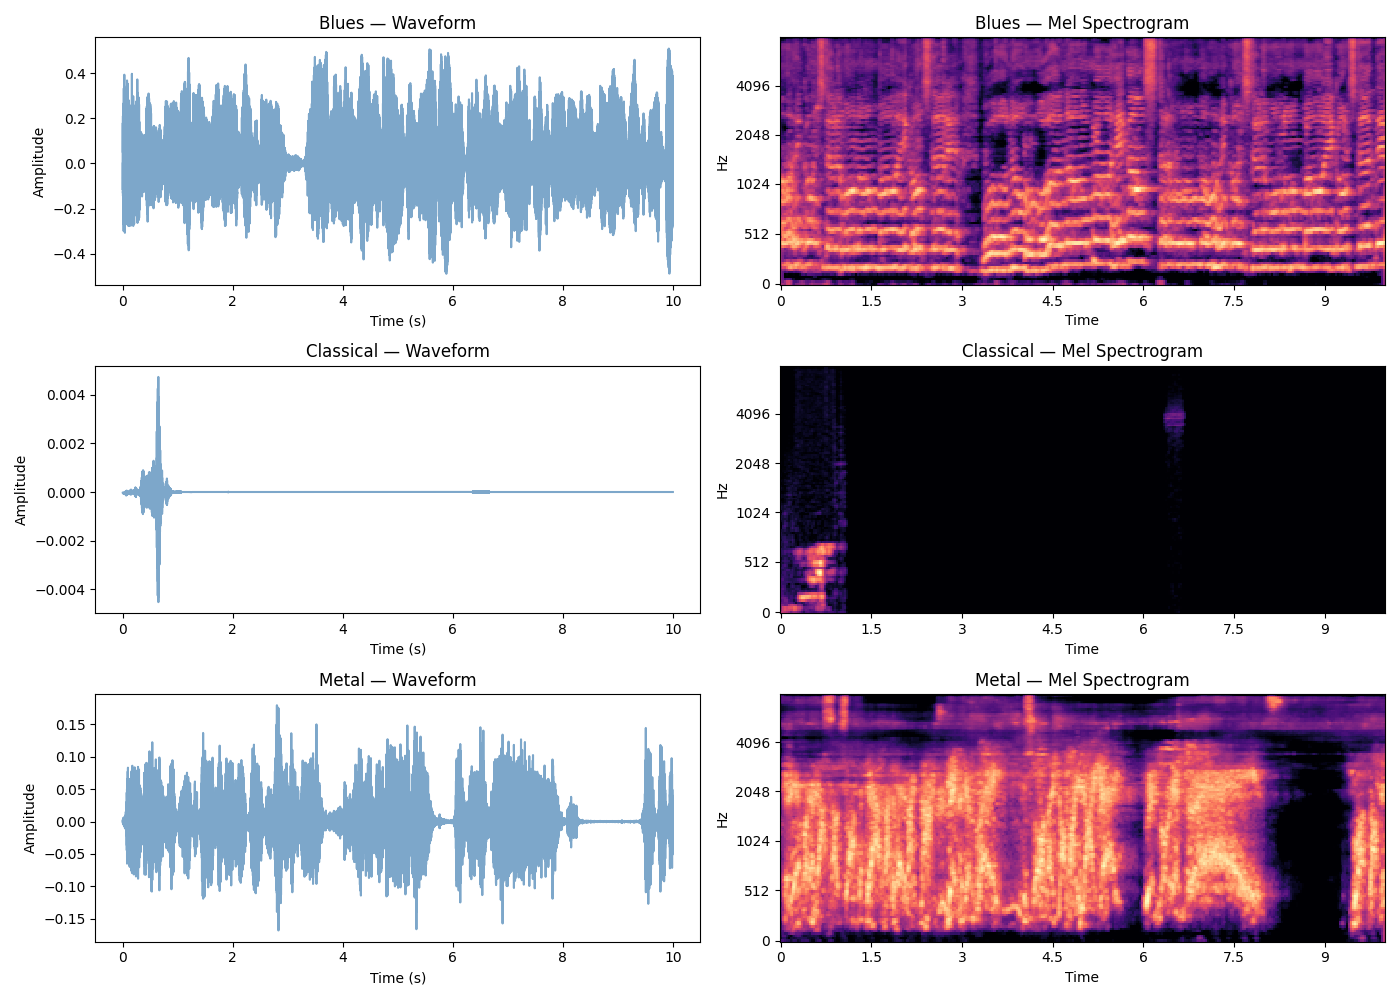 Blues — Waveform
Amplitude
0.4
0.2
0.0
−0.2
−0.4
0 2 4 6 8 10
Time (s)
Blues — Mel Spectrogram
Hz
4096
2048
1024
512
0
0 1.5 3 4.5 6 7.5 9
Time
Classical — Waveform
Amplitude
0.004
0.002
0.000
−0.002
−0.004
0 2 4 6 8 10
Time (s)
Classical — Mel Spectrogram
Hz
4096
2048
1024
512
0
0 1.5 3 4.5 6 7.5 9
Time
Metal — Waveform
Amplitude
0.15
0.10
0.05
0.00
−0.05
−0.10
−0.15
0 2 4 6 8 10
Time (s)
Metal — Mel Spectrogram
Hz
4096
2048
1024
512
0
0 1.5 3 4.5 6 7.5 9
Time